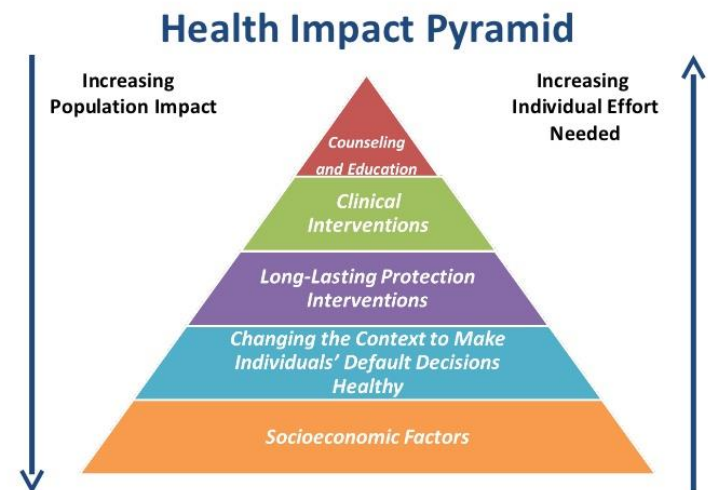 Health Impact Pyramid
Increasing
Population Impact
Increasing
Individual Effort
Needed
Counseling
and Education
Clinical
Interventions
Long-Lasting Protection
Interventions
Changing the Context to Make
Individuals’ Default Decisions
Healthy
Socioeconomic Factors